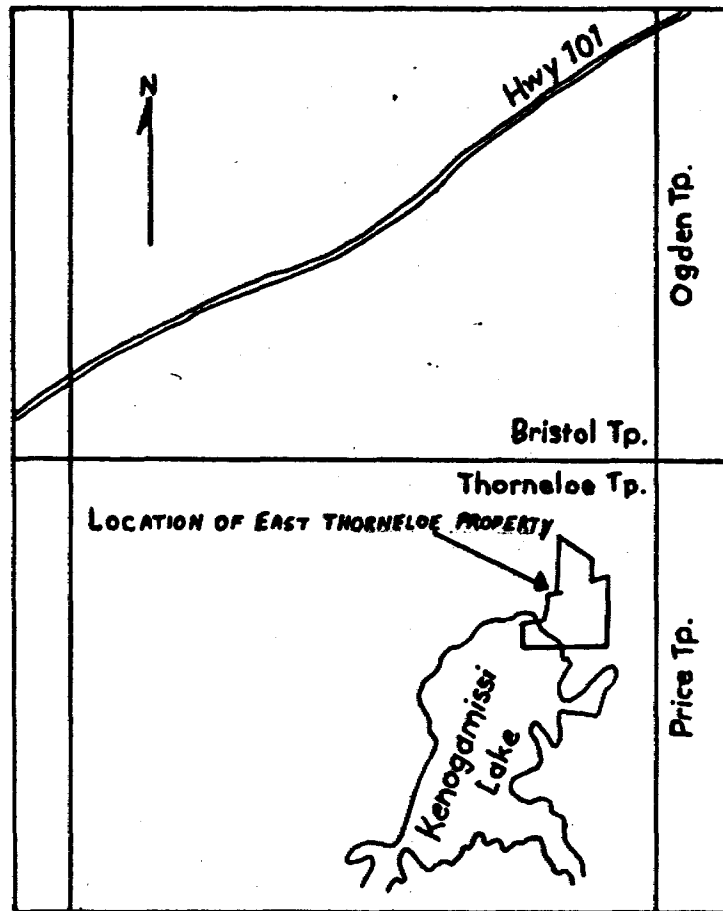 Hwy 101
N
Ogden Tp.
Bristol Tp.
Thorneloe Tp.
LOCATION OF EAST THORNELOE PROPERTY
Price Tp.
Kenogamissi
Lake